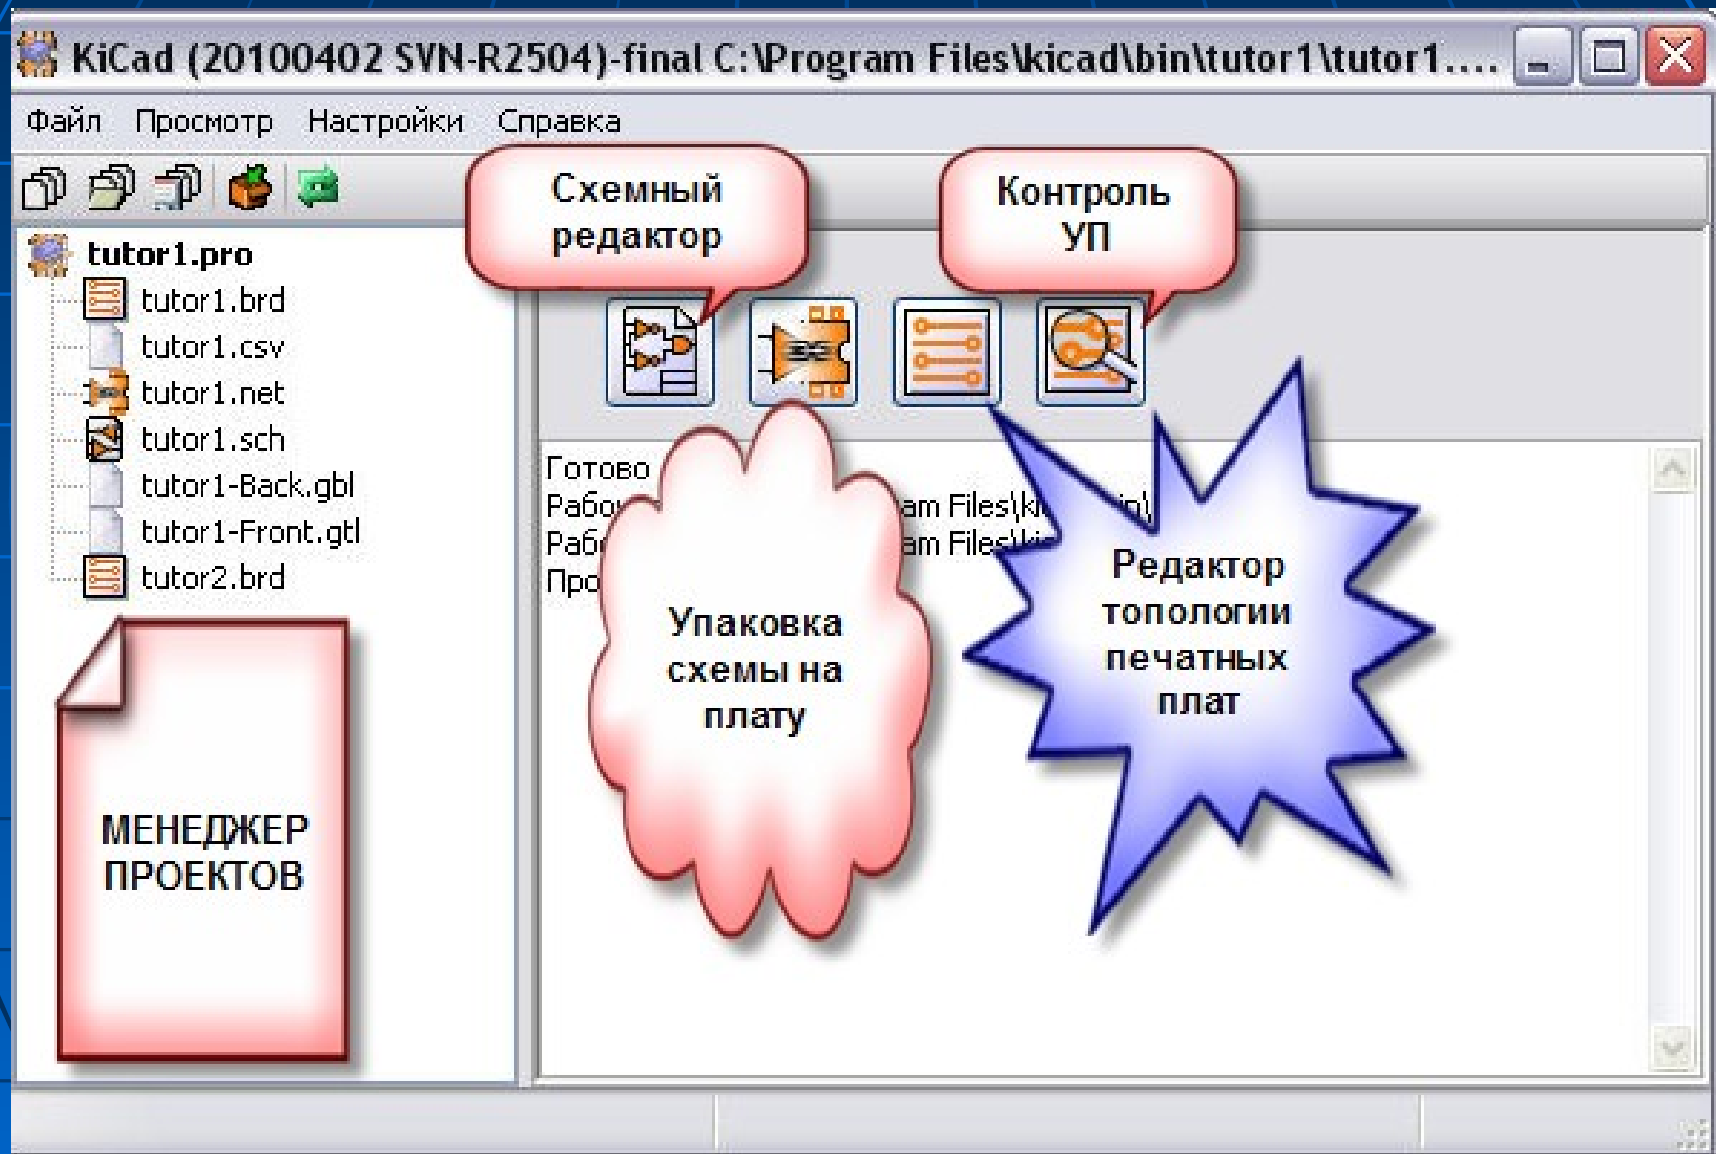 KiCad (20100402 SVN-R2504)-final C:\Program Files\kicad\bin\tutor1\tutor1....
Файл Просмотр Настройки Справка
Схемный
редактор
Контроль
УП
tutor1.pro
tutor1.brd
tutor1.csv
tutor1.net
tutor1.sch
tutor1-Back.gbl
tutor1-Front.gtl
tutor2.brd
МЕНЕДЖЕР
ПРОЕКТОВ
Готово
Files\
Files\
Упаковка
схемы на
плату
Редактор
топологии
печатных
плат